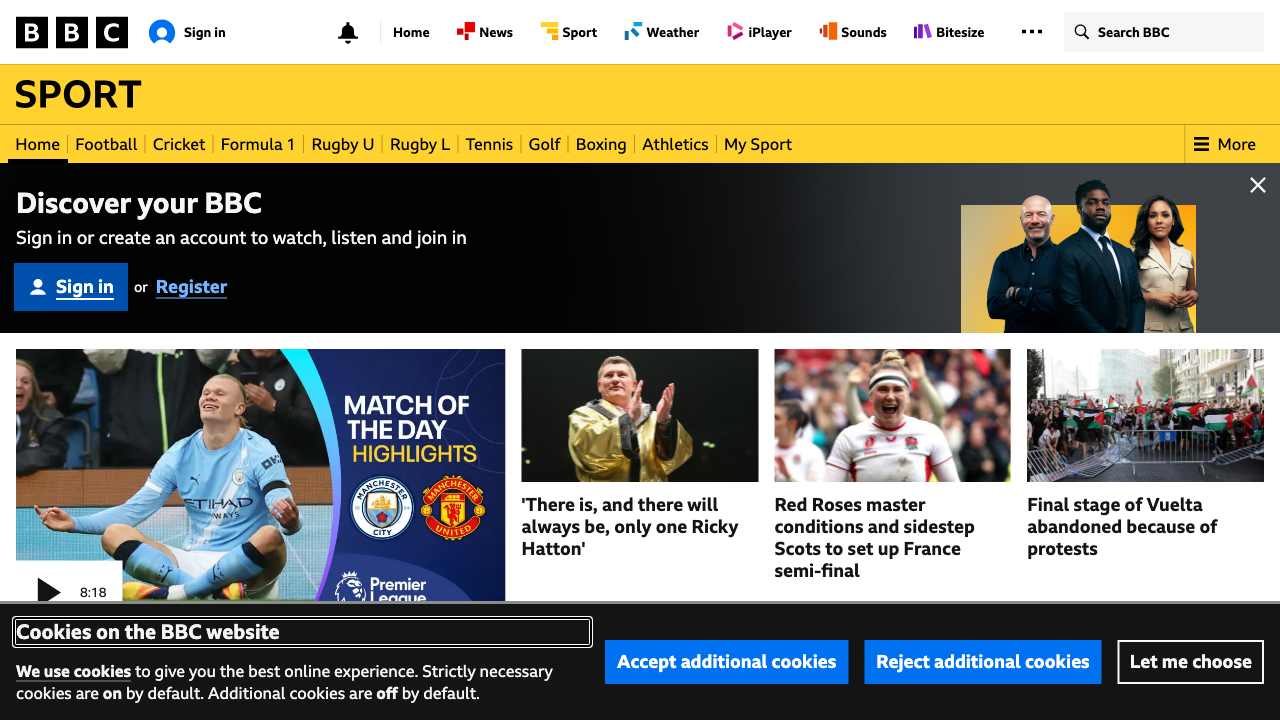 BBC Sign in Home News Sport Weather iPlayer Sounds Bitesize Search BBC
SPORT
Home Football Cricket Formula 1 Rugby U Rugby L Tennis Golf Boxing Athletics My Sport More
Discover your BBC
Sign in or create an account to watch, listen and join in
Sign in or Register
MATCH OF
THE DAY
HIGHLIGHTS
MANCHESTER
CITY
MANCHESTER
UNITED
ETIHAD
AIRWAYS
Premier
League
8:18
'There is, and there will
always be, only one Ricky
Hatton'
Red Roses master
conditions and sidestep
Scots to set up France
semi-final
Final stage of Vuelta
abandoned because of
protests
Cookies on the BBC website
We use cookies to give you the best online experience. Strictly necessary
cookies are on by default. Additional cookies are off by default.
Accept additional cookies
Reject additional cookies
Let me choose